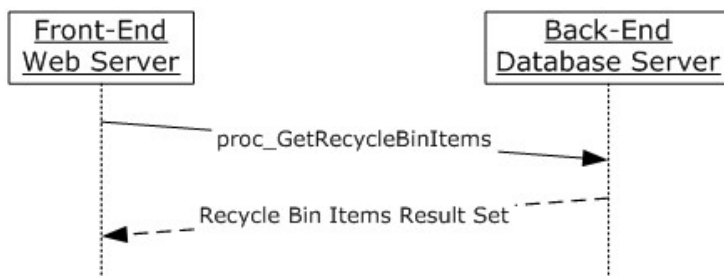 Front-End
Web Server
Back-End
Database Server
proc_GetRecycleBinItems
Recycle Bin Items Result Set